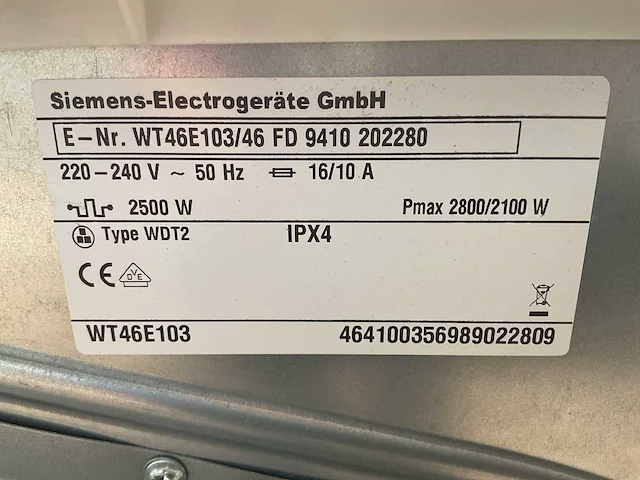 Siemens-Electrogeräte GmbH
E-Nr. WT46E103/46 FD 9410 202280
220-240 V ~ 50 Hz 16/10 A
2500 W Pmax 2800/2100 W
Type WDT2 IPX4
CE DVE
WT46E103 464100356989022809